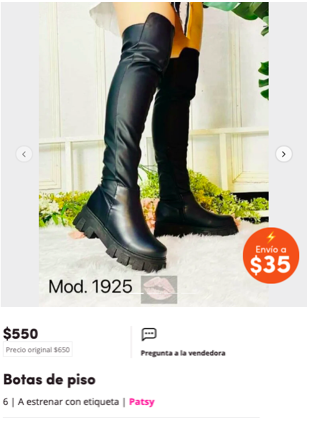 Envío a
$35
Mod. 1925
$550
Precio original $650
Pregunta a la vendedora
Botas de piso
6 | A estrenar con etiqueta | Patsy